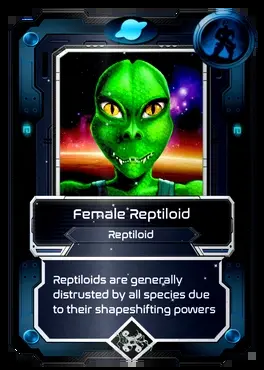 Female Reptiloid
Reptiloid
Reptiloids are generally
distrusted by all species due
to their shapeshifting powers